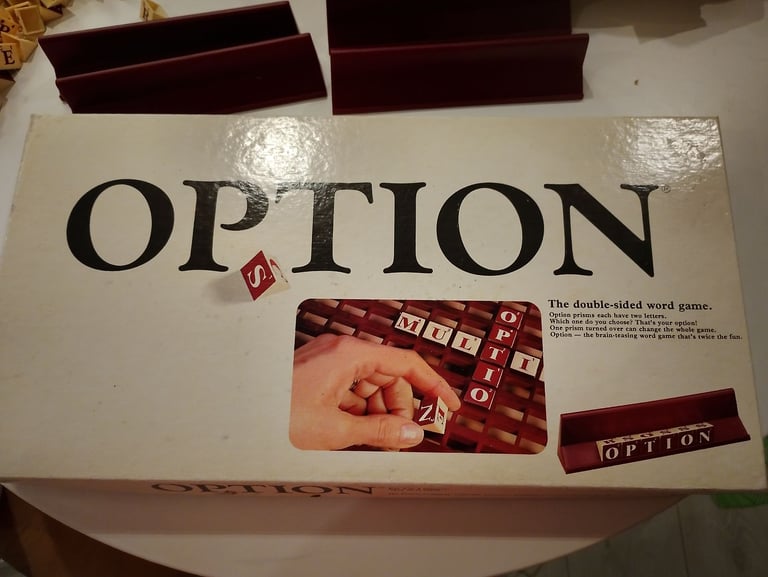 E
OPTION®
S
The double-sided word game.
Option prisms each have two letters.
Which one do you choose? That's your option!
One prism turned over can change the whole game.
Option — the brain-teasing word game that's twice the fun.
MULTI
OPTIO
N
Z
OPTION
OPTION